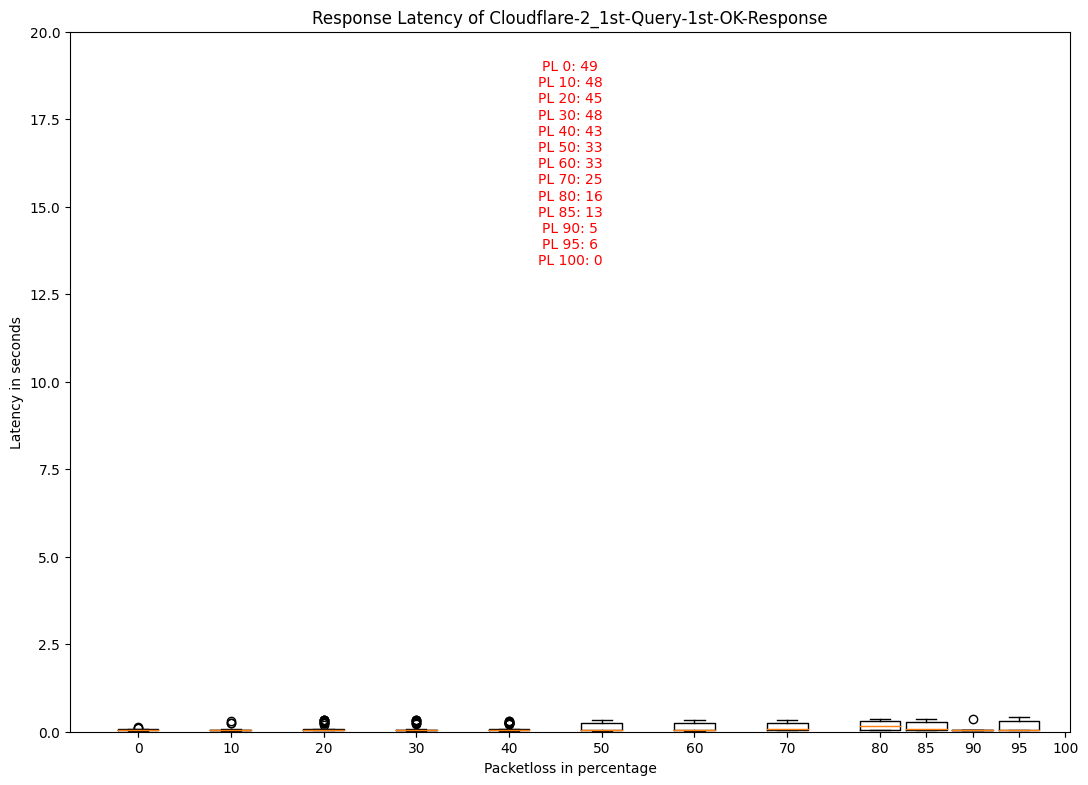 Response Latency of Cloudflare-2_1st-Query-1st-OK-Response
20.0
17.5
15.0
12.5
10.0
7.5
5.0
2.5
0.0
Latency in seconds
PL 0: 49
PL 10: 48
PL 20: 45
PL 30: 48
PL 40: 43
PL 50: 33
PL 60: 33
PL 70: 25
PL 80: 16
PL 85: 13
PL 90: 5
PL 95: 6
PL 100: 0
0 10 20 30 40 50 60 70 80 85 90 95 100
Packetloss in percentage